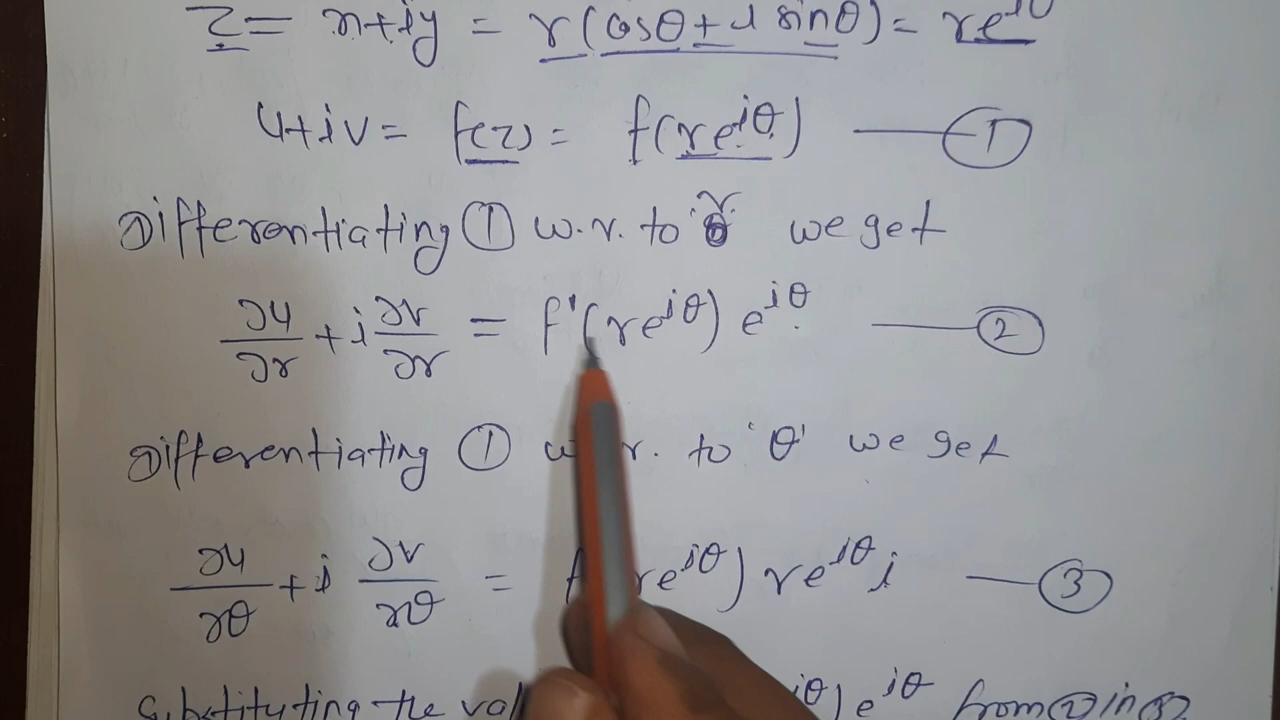 z = x+iy = r(cosθ + i sinθ) = re^{iθ}
u+iv = f(z) = f(re^{iθ}) — ①
Differentiating ① w.r. to 'r' we get
∂u/∂r + i ∂v/∂r = f'(re^{iθ}) e^{iθ} — ②
Differentiating ① w.r. to 'θ' we get
∂u/∂θ + i ∂v/∂θ = f (re^{iθ}) re^{iθ} i — ③
Substituting the e^{iθ} from ② in ③